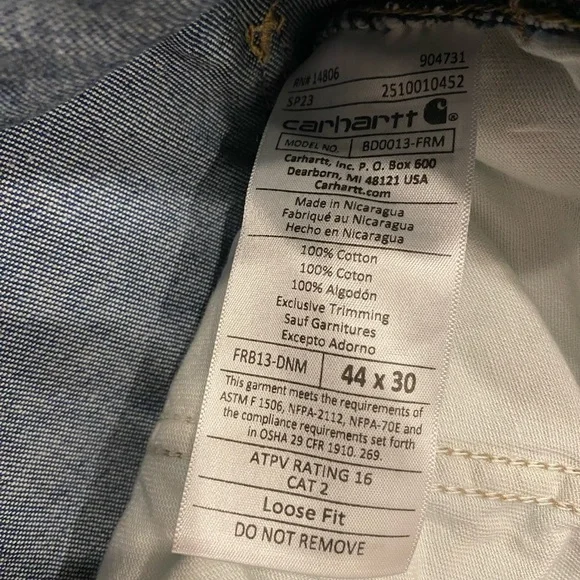 RN# 14806 904731
SP23 2510010452
carhartt ®
MODEL NO. BD0013-FRM
Carhartt, Inc. P. O. Box 600
Dearborn, MI 48121 USA
Carhartt.com
Made in Nicaragua
Fabriqué au Nicaragua
Hecho en Nicaragua
100% Cotton
100% Coton
100% Algodón
Exclusive Trimming
Sauf Garnitures
Excepto Adorno
FRB13-DNM 44 x 30
This garment meets the requirements of
ASTM F 1506, NFPA-2112, NFPA-70E and
the compliance requirements set forth
in OSHA 29 CFR 1910. 269.
ATPV RATING 16
CAT 2
Loose Fit
DO NOT REMOVE